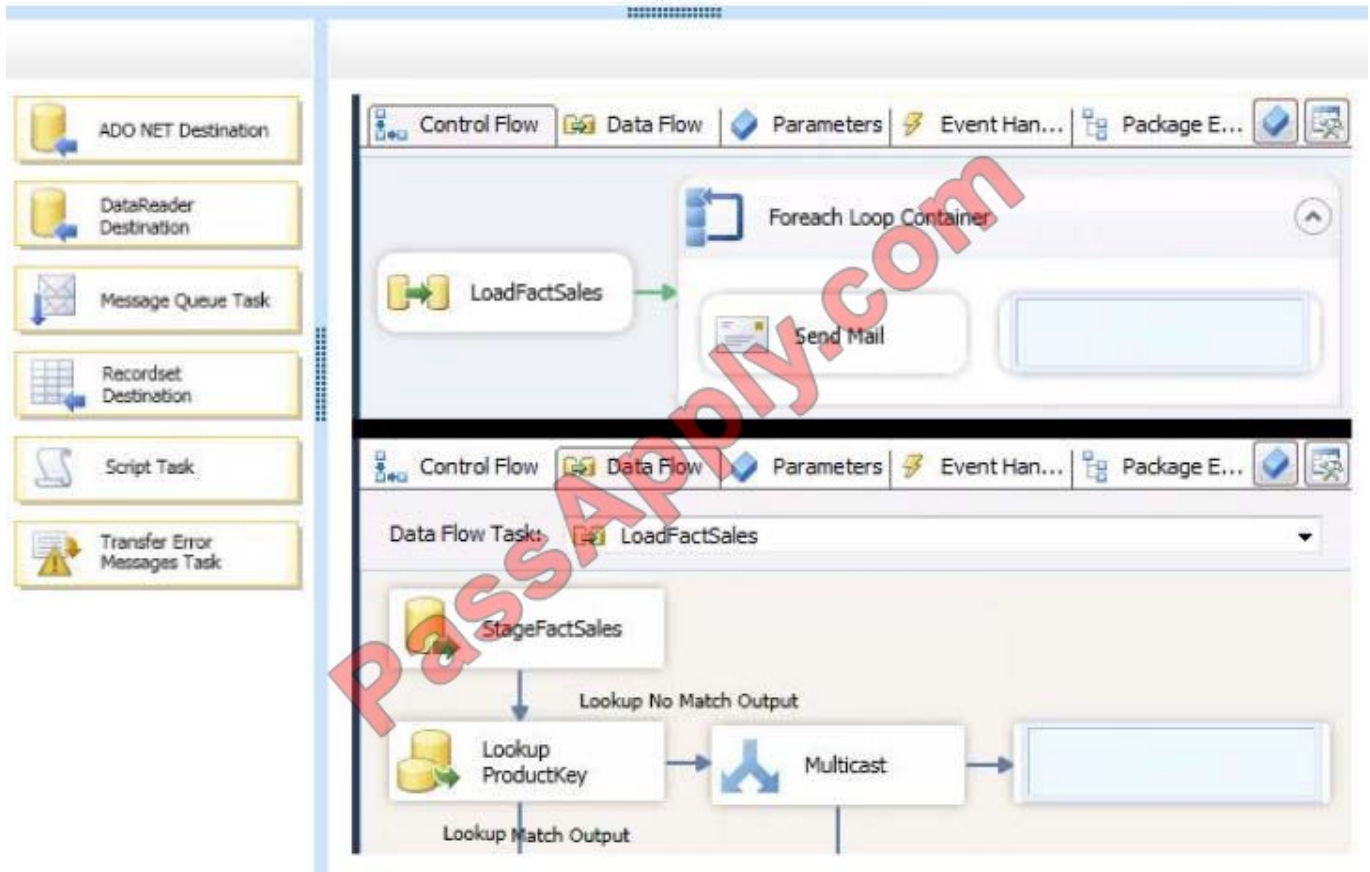 ADO NET Destination
DataReader
Destination
Message Queue Task
Recordset
Destination
Script Task
Transfer Error
Messages Task
Control Flow
Data Flow
Parameters
Event Han...
Package E...
Foreach Loop Container
LoadFactSales
Send Mail
Control Flow
Data Flow
Parameters
Event Han...
Package E...
Data Flow Task:
LoadFactSales
StageFactSales
Lookup No Match Output
Lookup
ProductKey
Multicast
Lookup Match Output
PassApply.com